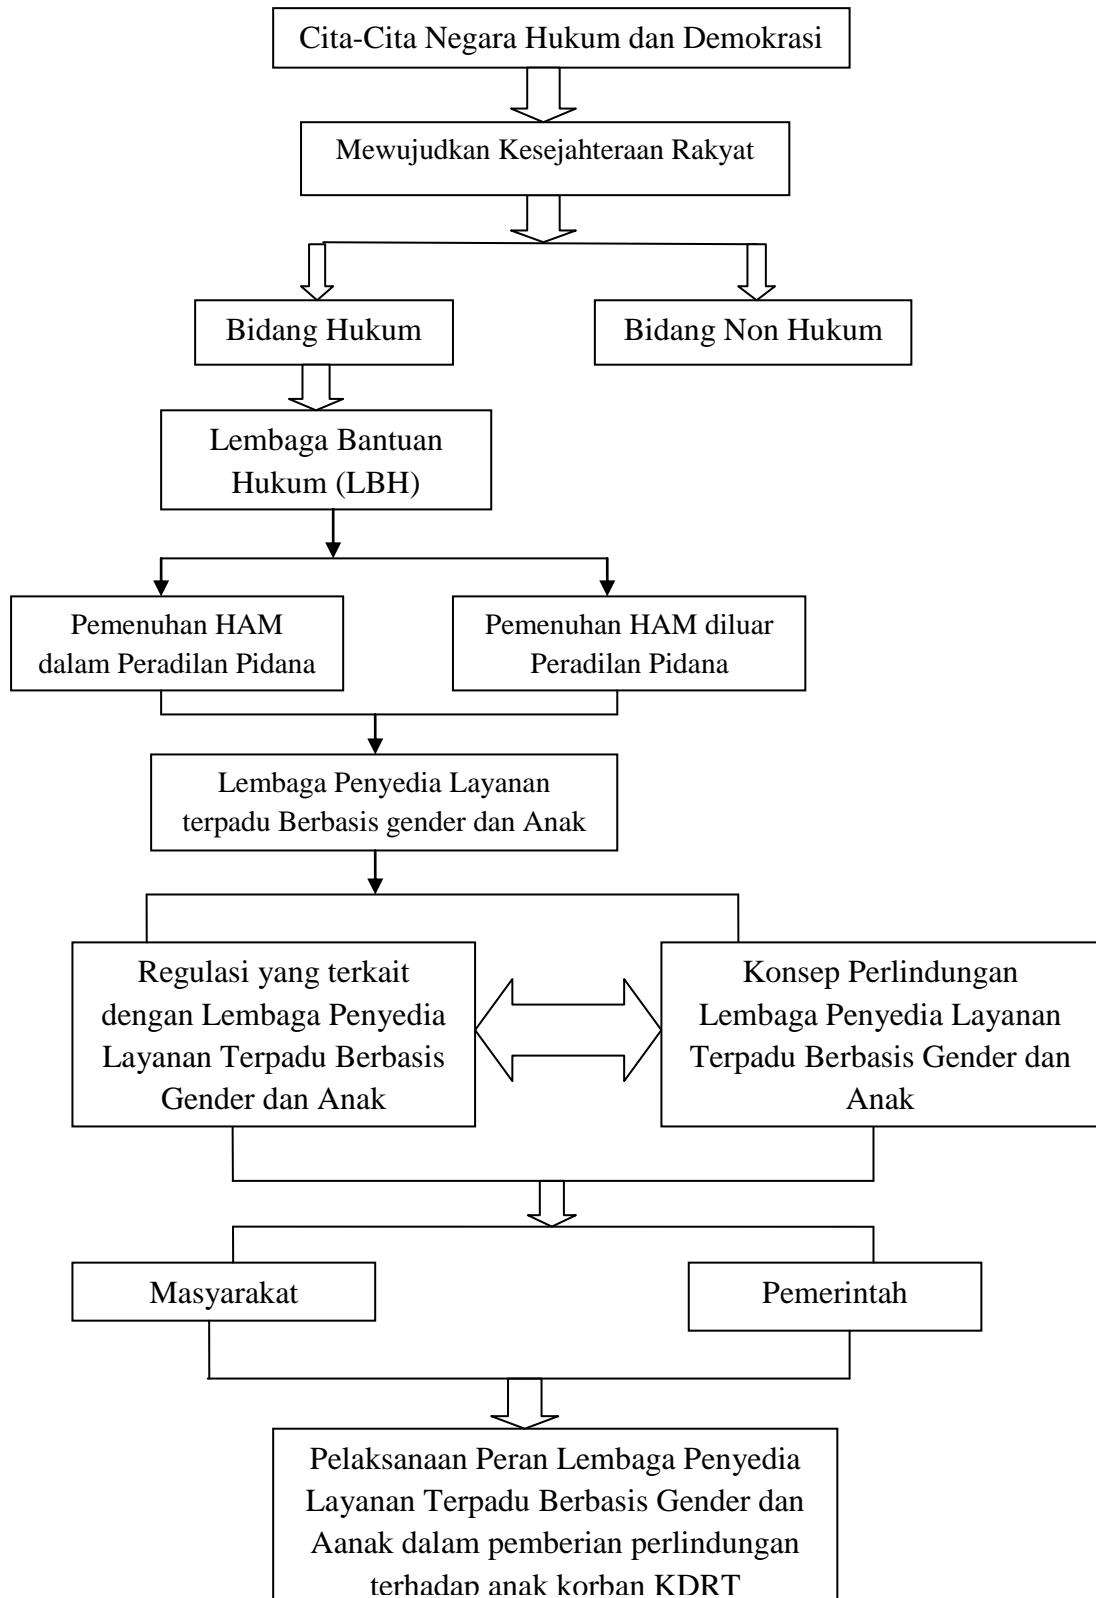 Cita-Cita Negara Hukum dan Demokrasi
Mewujudkan Kesejahteraan Rakyat
Bidang Hukum
Bidang Non Hukum
Lembaga Bantuan
Hukum (LBH)
Pemenuhan HAM
dalam Peradilan Pidana
Pemenuhan HAM diluar
Peradilan Pidana
Lembaga Penyedia Layanan
terpadu Berbasis gender dan Anak
Regulasi yang terkait
dengan Lembaga Penyedia
Layanan Terpadu Berbasis
Gender dan Anak
Konsep Perlindungan
Lembaga Penyedia Layanan
Terpadu Berbasis Gender dan
Anak
Masyarakat
Pemerintah
Pelaksanaan Peran Lembaga Penyedia
Layanan Terpadu Berbasis Gender dan
Aanak dalam pemberian perlindungan
terhadap anak korban KDRT